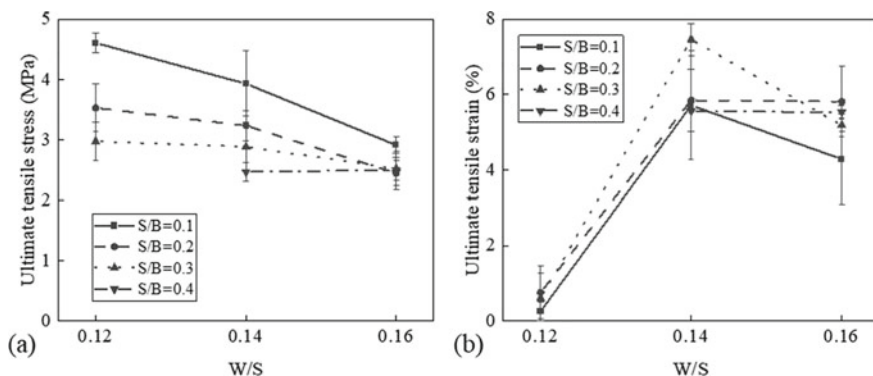 5
4
3
2
1
0
Ultimate tensile stress (MPa)
S/B=0.1
S/B=0.2
S/B=0.3
S/B=0.4
0.12 0.14 0.16
W/S
(a)
8
6
4
2
0
Ultimate tensile strain (%)
S/B=0.1
S/B=0.2
S/B=0.3
S/B=0.4
0.12 0.14 0.16
W/S
(b)